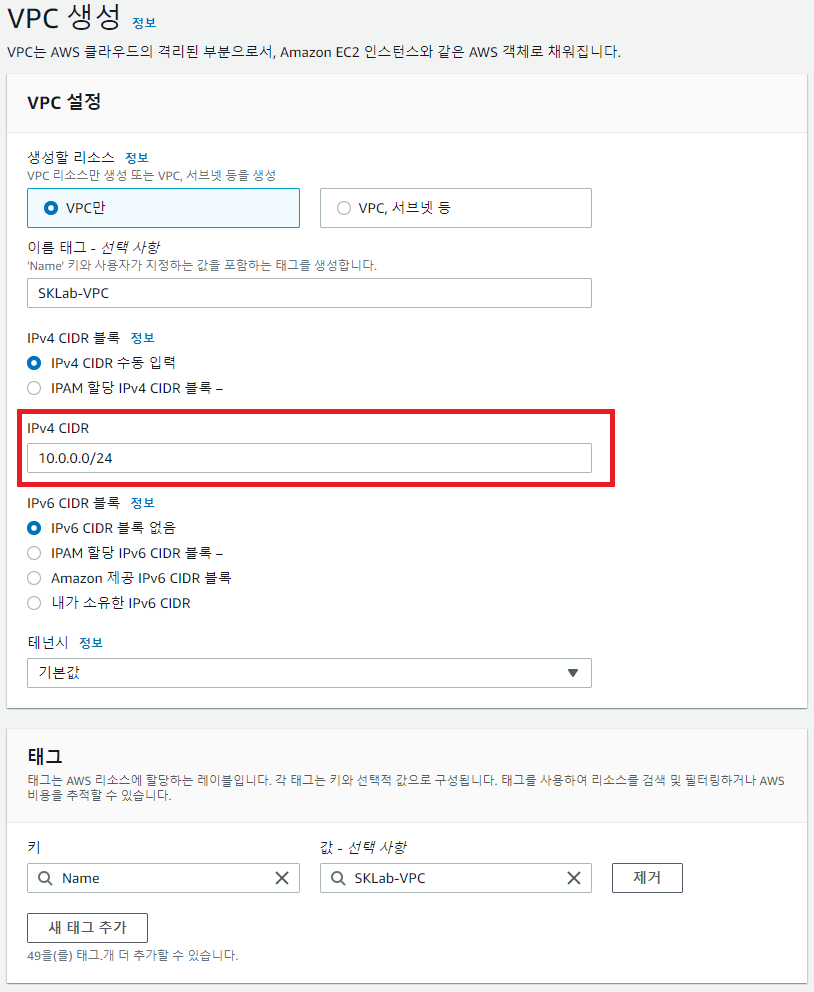 VPC 생성 정보
VPC는 AWS 클라우드의 격리된 부분으로서, Amazon EC2 인스턴스와 같은 AWS 객체로 채워집니다.
VPC 설정
생성할 리소스 정보
VPC 리소스만 생성 또는 VPC, 서브넷 등을 생성
VPC만 VPC, 서브넷 등
이름 태그 - 선택 사항
'Name' 키와 사용자가 지정하는 값을 포함하는 태그를 생성합니다.
SKLab-VPC
IPv4 CIDR 블록 정보
IPv4 CIDR 수동 입력
IPAM 할당 IPv4 CIDR 블록 –
IPv4 CIDR
10.0.0.0/24
IPv6 CIDR 블록 정보
IPv6 CIDR 블록 없음
IPAM 할당 IPv6 CIDR 블록 –
Amazon 제공 IPv6 CIDR 블록
내가 소유한 IPv6 CIDR
테넌시 정보
기본값
태그
태그는 AWS 리소스에 할당하는 레이블입니다. 각 태그는 키와 선택적 값으로 구성됩니다. 태그를 사용하여 리소스를 검색 및 필터링하거나 AWS
비용을 추적할 수 있습니다.
키 값 - 선택 사항
Name SKLab-VPC 제거
새 태그 추가
49을(를) 태그.개 더 추가할 수 있습니다.